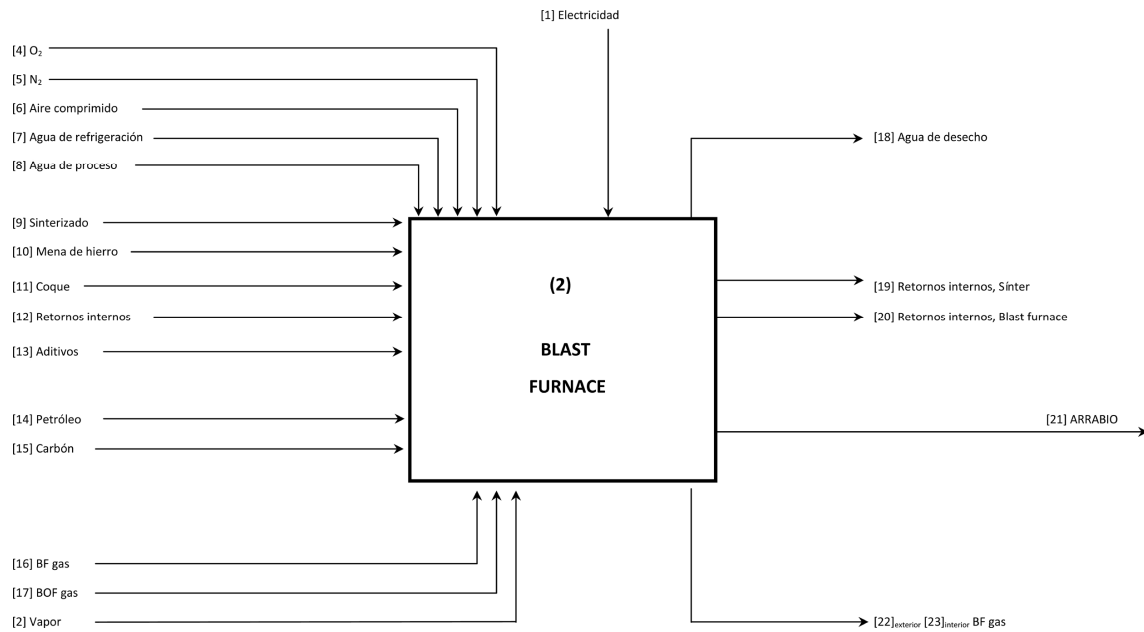 [1] Electricidad
[4] O₂
[5] N₂
[6] Aire comprimido
[7] Agua de refrigeración
[8] Agua de proceso
[18] Agua de desecho
[9] Sinterizado
[10] Mena de hierro
[11] Coque
[12] Retornos internos
[13] Aditivos
[14] Petróleo
[15] Carbón
(2)
BLAST
FURNACE
[19] Retornos internos, Sínter
[20] Retornos internos, Blast furnace
[21] ARRABIO
[16] BF gas
[17] BOF gas
[2] Vapor
[22]exterior [23]interior BF gas